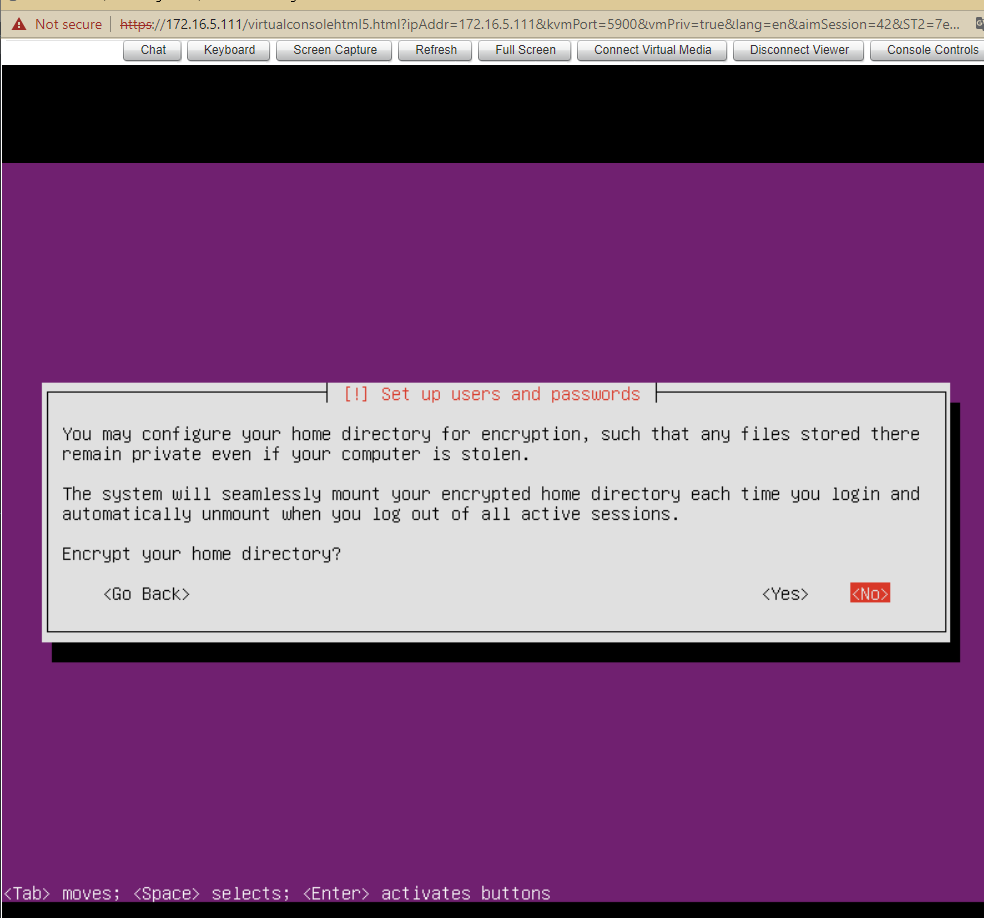 Not secure | https://172.16.5.111/virtualconsolehtml5.html?ipAddr=172.16.5.111&kvmPort=5900&vmPriv=true&lang=en&aimSession=42&ST2=7e...
Chat Keyboard Screen Capture Refresh Full Screen Connect Virtual Media Disconnect Viewer Console Controls
[!] Set up users and passwords
You may configure your home directory for encryption, such that any files stored there
remain private even if your computer is stolen.
The system will seamlessly mount your encrypted home directory each time you login and
automatically unmount when you log out of all active sessions.
Encrypt your home directory?
<Go Back> <Yes> <No>
<Tab> moves; <Space> selects; <Enter> activates buttons